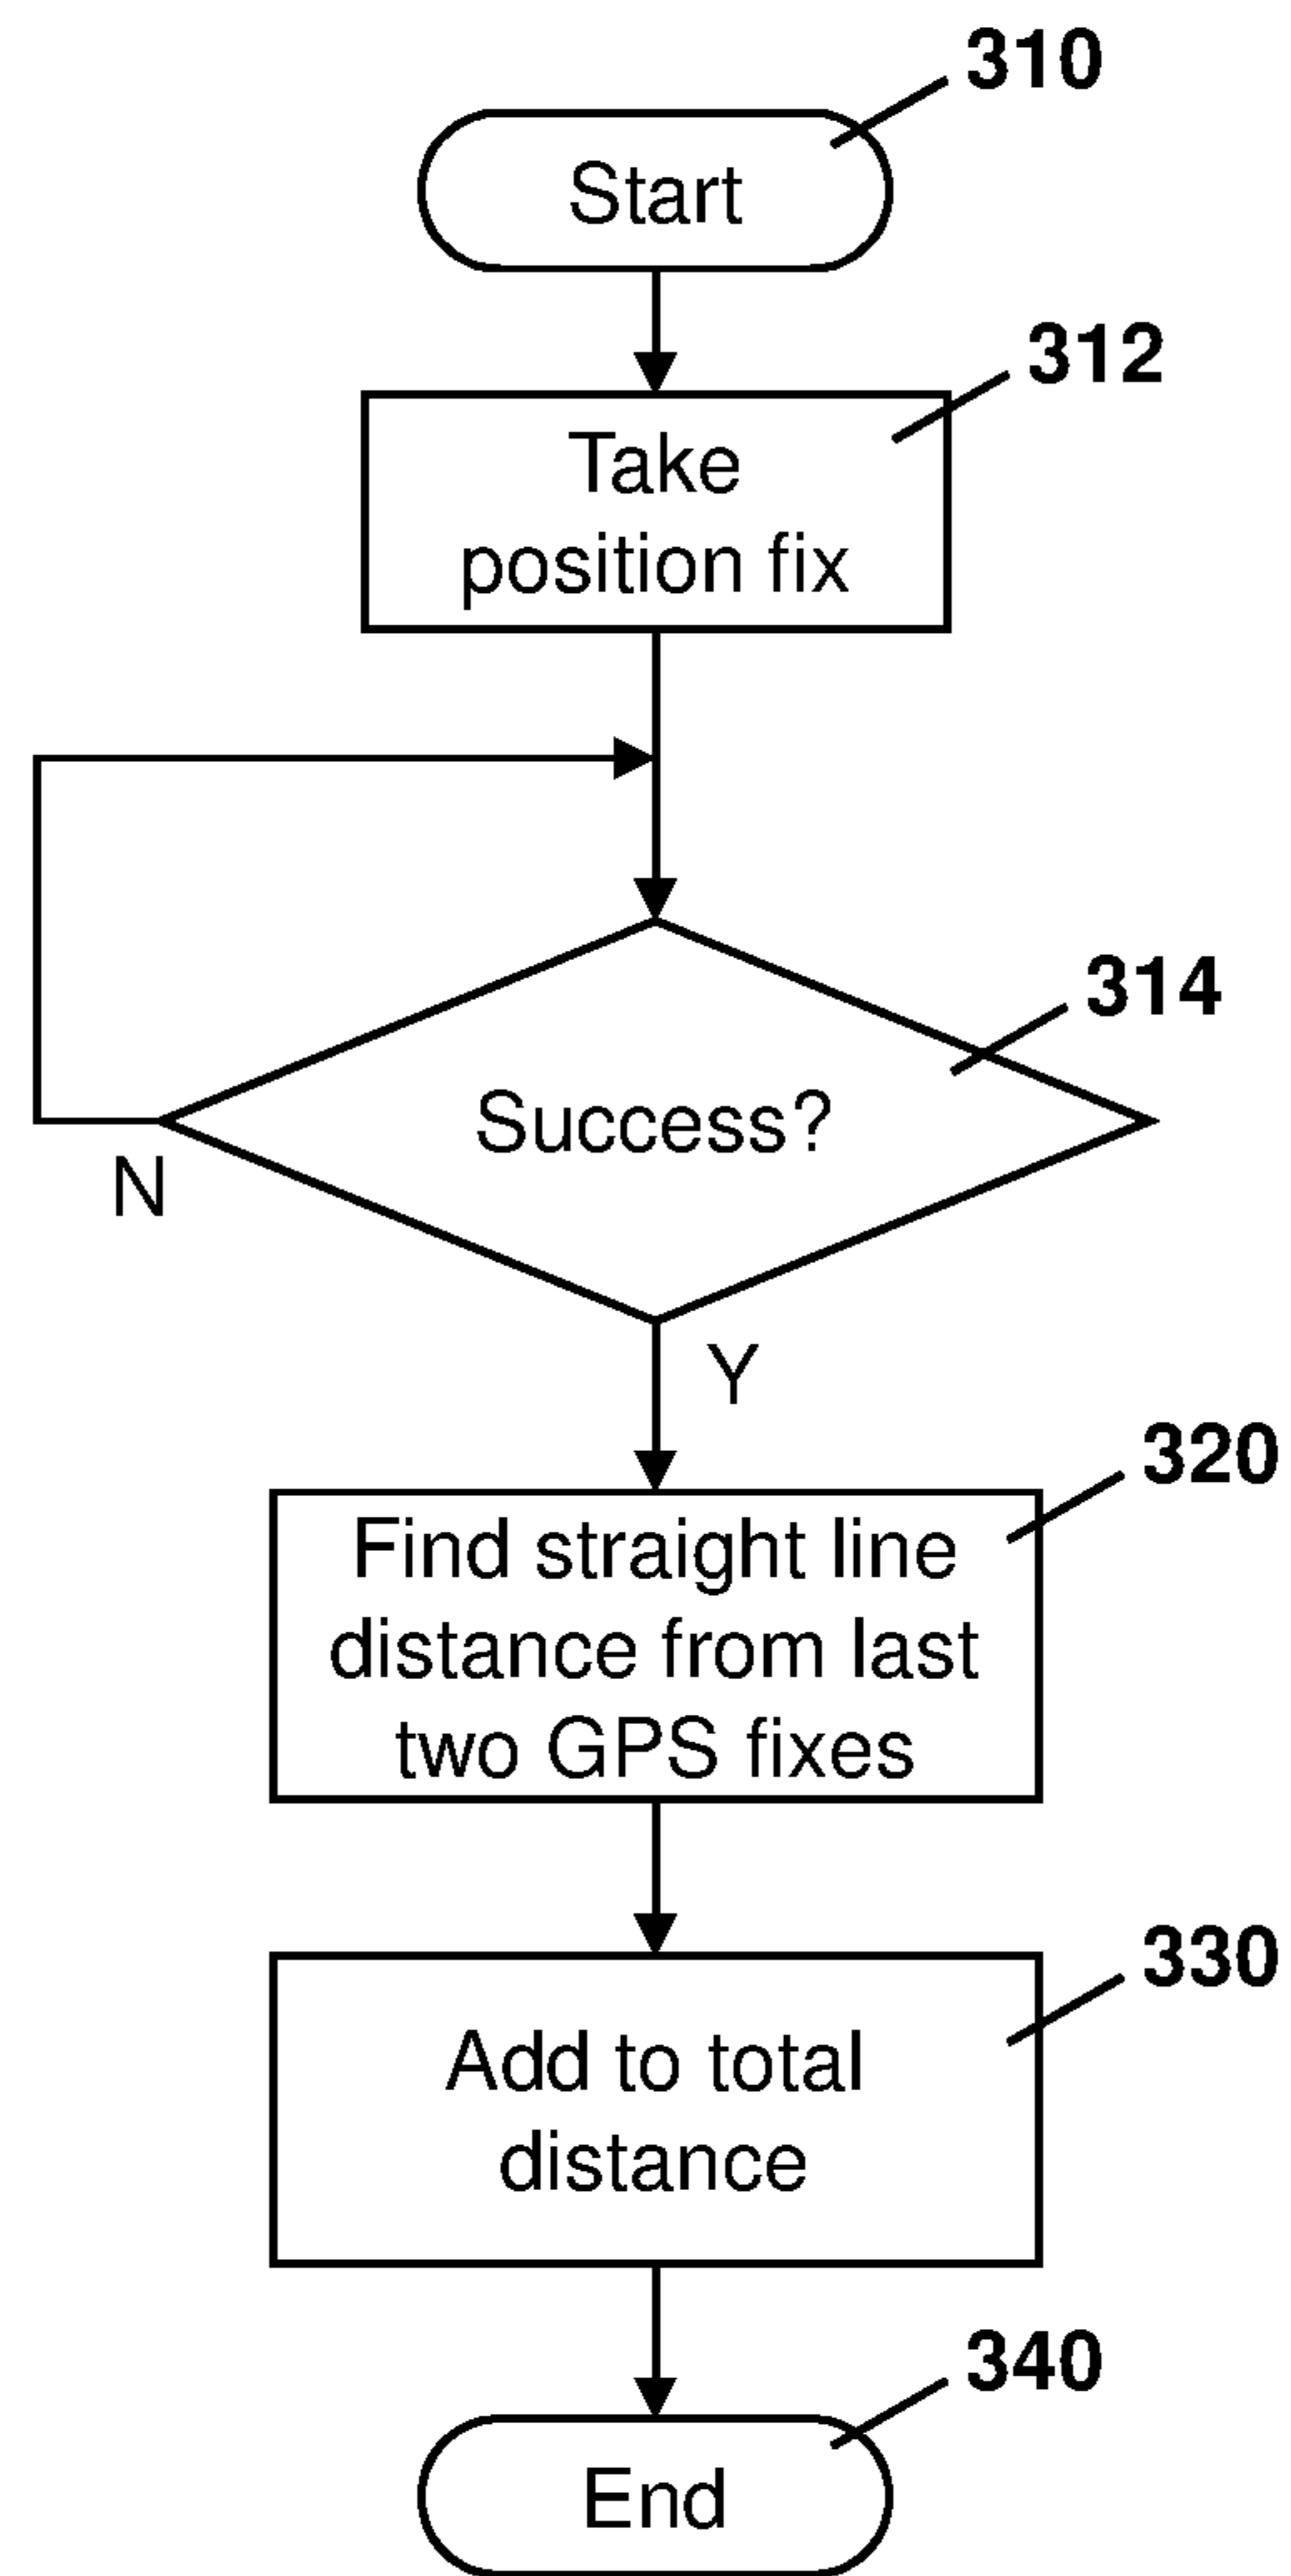 310
Start
312
Take
position fix
314
Success?
N
Y
320
Find straight line
distance from last
two GPS fixes
330
Add to total
distance
340
End